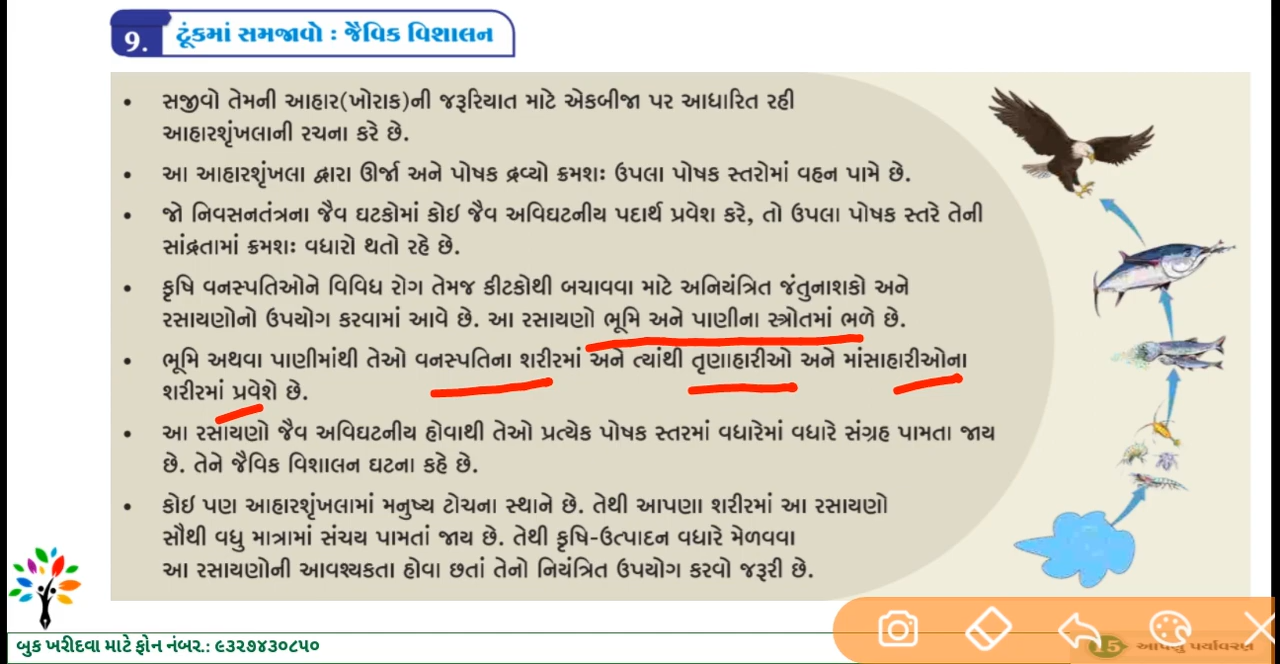 9. ટૂંકમાં સમજાવો : જૈવિક વિશાલન
• સજીવો તેમની આહાર(ખોરાક)ની જરૂરિયાત માટે એકબીજા પર આધારિત રહી
આહારશૃંખલાની રચના કરે છે.
• આ આહારશૃંખલા દ્વારા ઊર્જા અને પોષક દ્રવ્યો ક્રમશઃ ઉપલા પોષક સ્તરોમાં વહન પામે છે.
• જો નિવસનતંત્રના જૈવ ઘટકોમાં કોઇ જૈવ અવિઘટનીય પદાર્થ પ્રવેશ કરે, તો ઉપલા પોષક સ્તરે તેની
સાંદ્રતામાં ક્રમશઃ વધારો થતો રહે છે.
• કૃષિ વનસ્પતિઓને વિવિધ રોગ તેમજ કીટકોથી બચાવવા માટે અનિયંત્રિત જંતુનાશકો અને
રસાયણોનો ઉપયોગ કરવામાં આવે છે. આ રસાયણો ભૂમિ અને પાણીના સ્ત્રોતમાં ભળે છે.
• ભૂમિ અથવા પાણીમાંથી તેઓ વનસ્પતિના શરીરમાં અને ત્યાંથી તૃણાહારીઓ અને માંસાહારીઓના
શરીરમાં પ્રવેશે છે.
• આ રસાયણો જૈવ અવિઘટનીય હોવાથી તેઓ પ્રત્યેક પોષક સ્તરમાં વધારેમાં વધારે સંગ્રહ પામતા જાય
છે. તેને જૈવિક વિશાલન ઘટના કહે છે.
• કોઇ પણ આહારશૃંખલામાં મનુષ્ય ટોચના સ્થાને છે. તેથી આપણા શરીરમાં આ રસાયણો
સૌથી વધુ માત્રામાં સંચય પામતાં જાય છે. તેથી કૃષિ-ઉત્પાદન વધારે મેળવવા
આ રસાયણોની આવશ્યકતા હોવા છતાં તેનો નિયંત્રિત ઉપયોગ કરવો જરૂરી છે.
બુક ખરીદવા માટે ફોન નંબર.: ૯૩૨૭૪૩૦૮૫૦
15 આપણું પર્યાવરણ